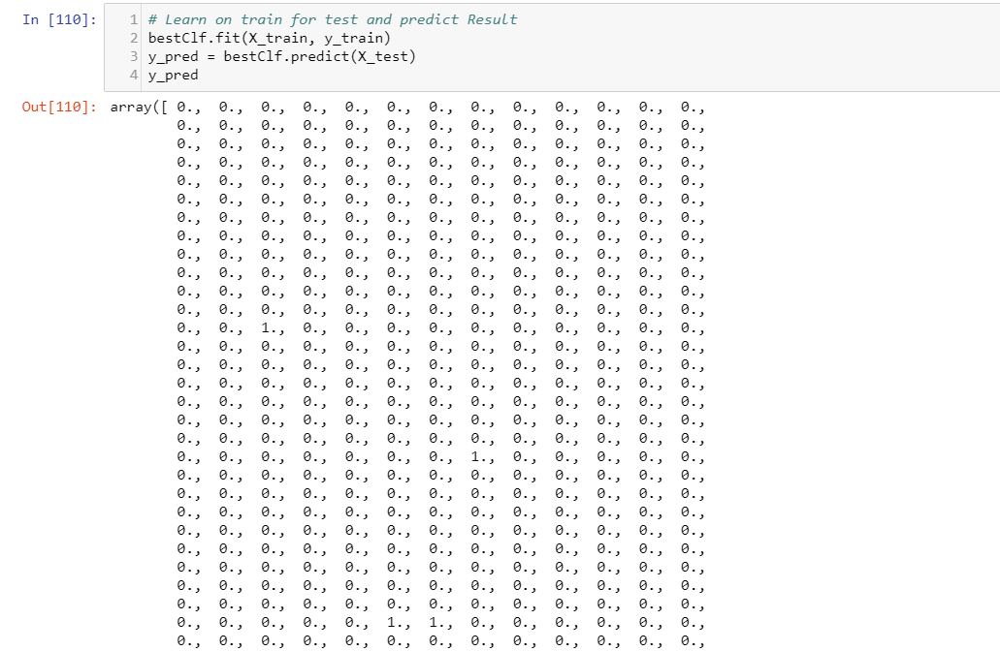 In [110]:
1 # Learn on train for test and predict Result
2 bestClf.fit(X_train, y_train)
3 y_pred = bestClf.predict(X_test)
4 y_pred
Out[110]: array([ 0., 0., 0., 0., 0., 0., 0., 0., 0., 0., 0., 0., 0.,
0., 0., 0., 0., 0., 0., 0., 0., 0., 0., 0., 0., 0.,
0., 0., 0., 0., 0., 0., 0., 0., 0., 0., 0., 0., 0.,
0., 0., 0., 0., 0., 0., 0., 0., 0., 0., 0., 0., 0.,
0., 0., 0., 0., 0., 0., 0., 0., 0., 0., 0., 0., 0.,
0., 0., 0., 0., 0., 0., 0., 0., 0., 0., 0., 0., 0.,
0., 0., 0., 0., 0., 0., 0., 0., 0., 0., 0., 0., 0.,
0., 0., 0., 0., 0., 0., 0., 0., 0., 0., 0., 0., 0.,
0., 0., 0., 0., 0., 0., 0., 0., 0., 0., 0., 0., 0.,
0., 0., 0., 0., 0., 0., 0., 0., 0., 0., 0., 0., 0.,
0., 0., 0., 0., 0., 0., 0., 0., 0., 0., 0., 0., 0.,
0., 0., 0., 0., 0., 0., 0., 0., 0., 0., 0., 0., 0.,
0., 0., 1., 0., 0., 0., 0., 0., 0., 0., 0., 0., 0.,
0., 0., 0., 0., 0., 0., 0., 0., 0., 0., 0., 0., 0.,
0., 0., 0., 0., 0., 0., 0., 0., 0., 0., 0., 0., 0.,
0., 0., 0., 0., 0., 0., 0., 0., 0., 0., 0., 0., 0.,
0., 0., 0., 0., 0., 0., 0., 0., 0., 0., 0., 0., 0.,
0., 0., 0., 0., 0., 0., 0., 0., 0., 0., 0., 0., 0.,
0., 0., 0., 0., 0., 0., 0., 0., 0., 0., 0., 0., 0.,
0., 0., 0., 0., 0., 0., 0., 1., 0., 0., 0., 0., 0.,
0., 0., 0., 0., 0., 0., 0., 0., 0., 0., 0., 0., 0.,
0., 0., 0., 0., 0., 0., 0., 0., 0., 0., 0., 0., 0.,
0., 0., 0., 0., 0., 0., 0., 0., 0., 0., 0., 0., 0.,
0., 0., 0., 0., 0., 0., 0., 0., 0., 0., 0., 0., 0.,
0., 0., 0., 0., 0., 0., 0., 0., 0., 0., 0., 0., 0.,
0., 0., 0., 0., 0., 0., 0., 0., 0., 0., 0., 0., 0.,
0., 0., 0., 0., 0., 0., 0., 0., 0., 0., 0., 0., 0.,
0., 0., 0., 0., 0., 0., 0., 0., 0., 0., 0., 0., 0.,
0., 0., 0., 0., 0., 1., 1., 0., 0., 0., 0., 0., 0.,
0., 0., 0., 0., 0., 0., 0., 0., 0., 0., 0., 0., 0.,